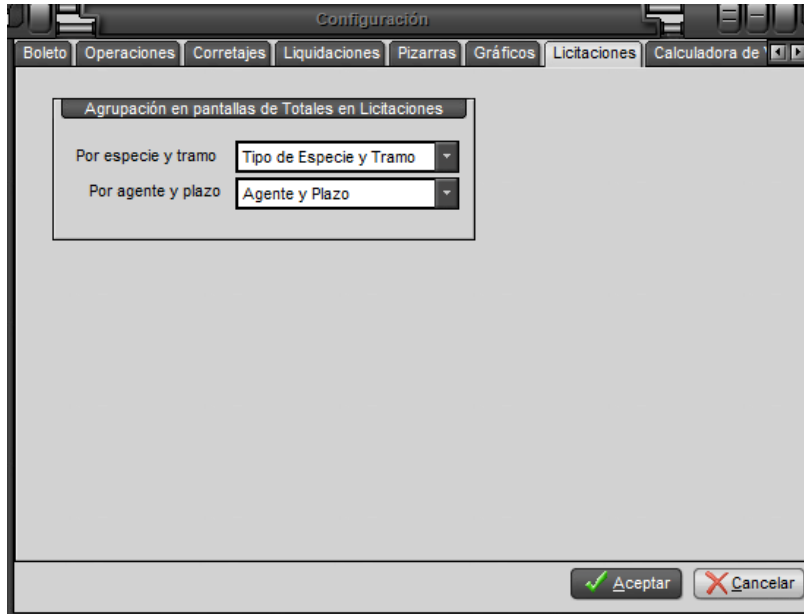 Configuración
Boleto Operaciones Corretajes Liquidaciones Pizarras Gráficos Licitaciones Calculadora de
Agrupación en pantallas de Totales en Licitaciones
Por especie y tramo Tipo de Especie y Tramo
Por agente y plazo Agente y Plazo
Aceptar Cancelar